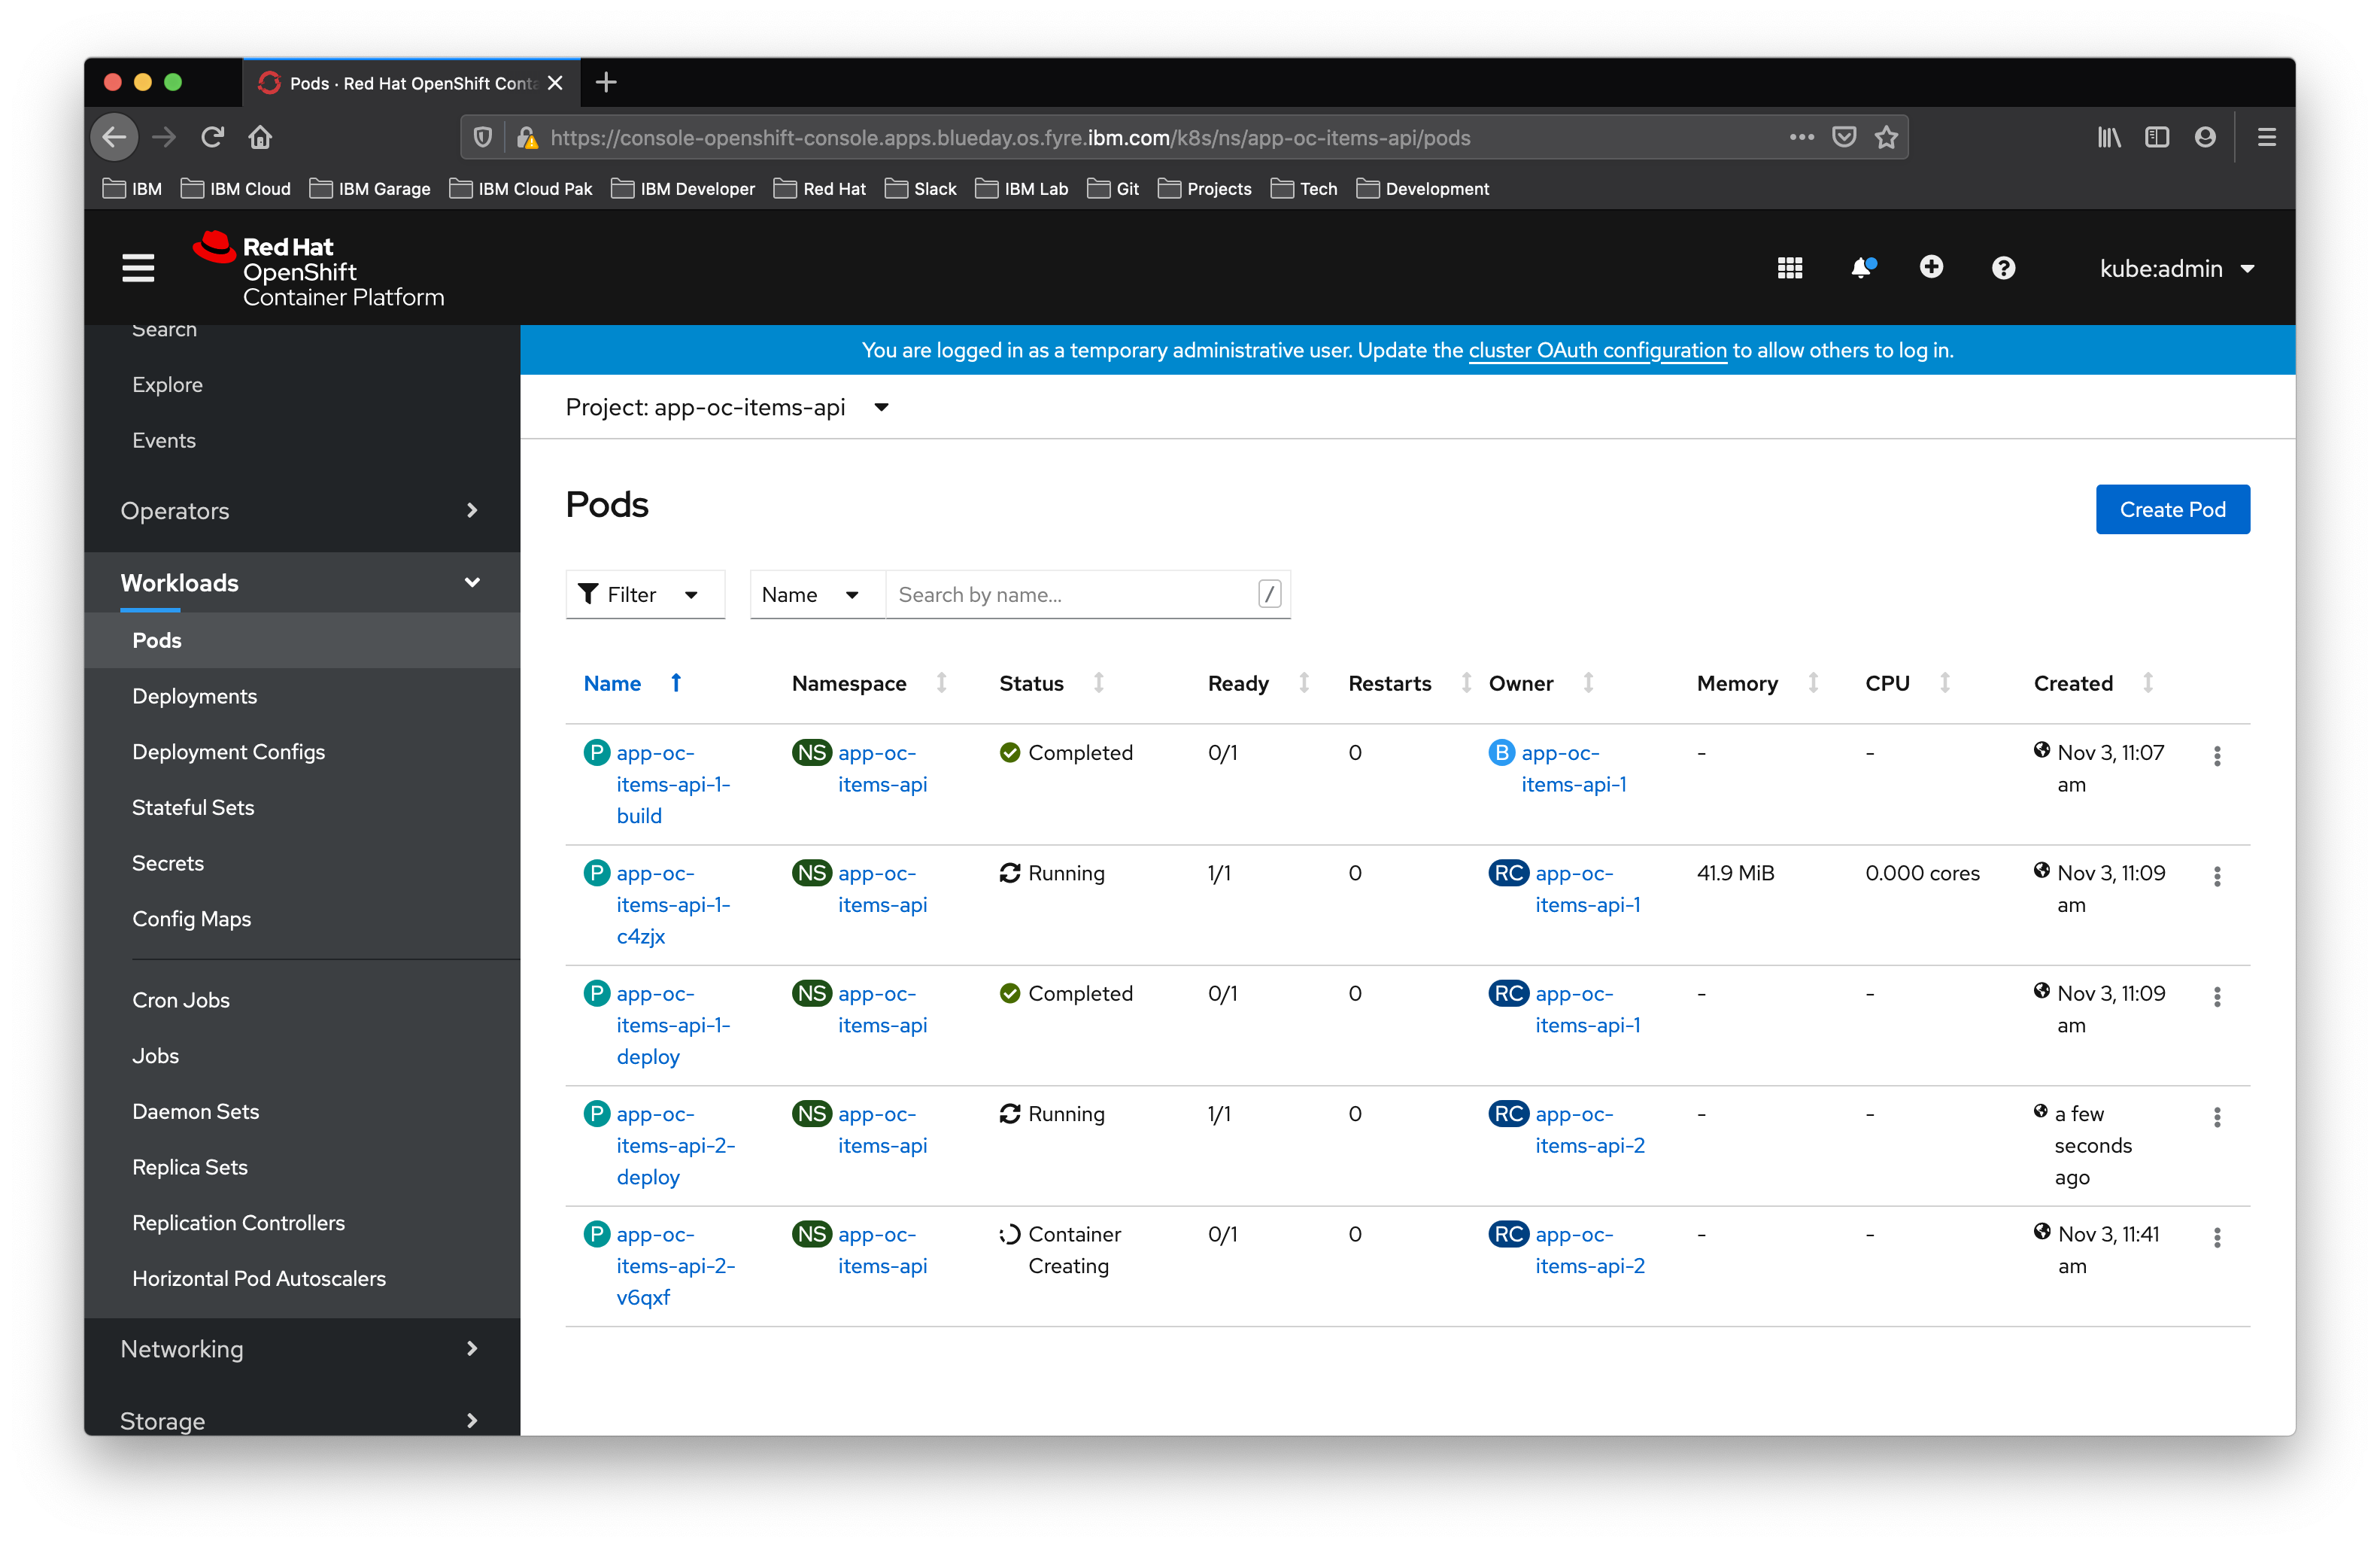 Pods · Red Hat OpenShift Conta
https://console-openshift-console.apps.blueday.os.fyre.ibm.com/k8s/ns/app-oc-items-api/pods
IBM IBM Cloud IBM Garage IBM Cloud Pak IBM Developer Red Hat Slack IBM Lab Git Projects Tech Development
Red Hat
OpenShift
Container Platform
kube:admin
Search
Explore
Events
Operators
Workloads
Pods
Deployments
Deployment Configs
Stateful Sets
Secrets
Config Maps
Cron Jobs
Jobs
Daemon Sets
Replica Sets
Replication Controllers
Horizontal Pod Autoscalers
Networking
Storage
You are logged in as a temporary administrative user. Update the cluster OAuth configuration to allow others to log in.
Project: app-oc-items-api
Pods
Create Pod
Filter Name Search by name... /
Name Namespace Status Ready Restarts Owner Memory CPU Created
P app-oc- NS app-oc- Completed 0/1 0 B app-oc- - - Nov 3, 11:07
items-api-1- items-api items-api-1 am
build
P app-oc- NS app-oc- Running 1/1 0 RC app-oc- 41.9 MiB 0.000 cores Nov 3, 11:09
items-api-1- items-api items-api-1 am
c4zjx
P app-oc- NS app-oc- Completed 0/1 0 RC app-oc- - - Nov 3, 11:09
items-api-1- items-api items-api-1 am
deploy
P app-oc- NS app-oc- Running 1/1 0 RC app-oc- - - a few
items-api-2- items-api items-api-2 seconds
deploy ago
P app-oc- NS app-oc- Container 0/1 0 RC app-oc- - - Nov 3, 11:41
items-api-2- items-api Creating items-api-2 am
v6qxf